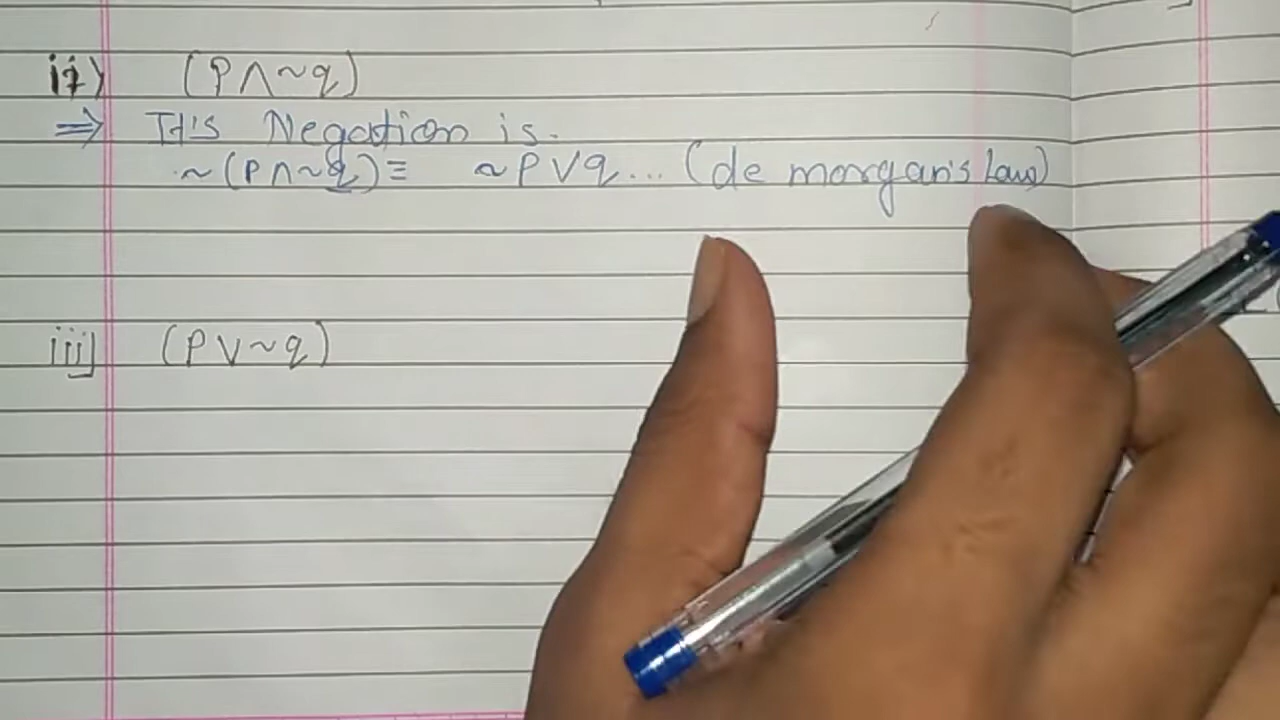 ii) (P∧~q)
⇒ It's Negation is.
~(P∧~q)≡ ~P∨q... (de morgan's Law)
iii] (P∨~q)